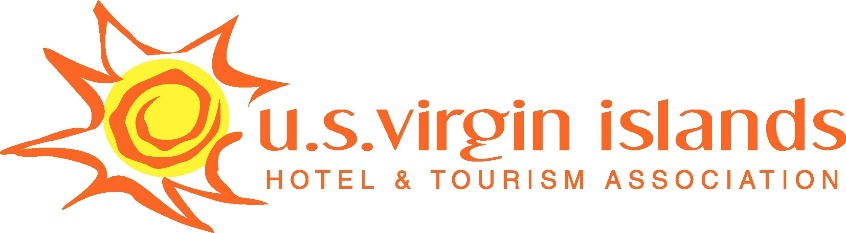 u.s.virgin islands
HOTEL & TOURISM ASSOCIATION